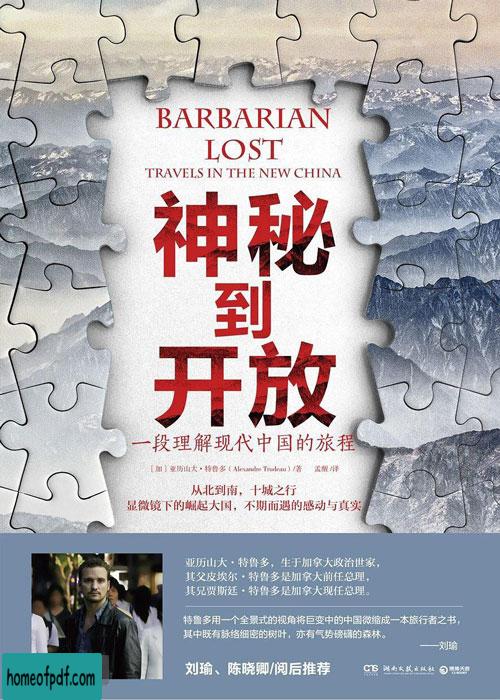 BARBARIAN
LOST
TRAVELS IN THE NEW CHINA
神秘
到
开放
一段理解现代中国的旅程
［加］亚历山大·特鲁多（Alexandre Trudeau）/著 孟醒/译
从北到南，十城之行
显微镜下的崛起大国，不期而遇的感动与真实
亚历山大·特鲁多，生于加拿大政治世家，
其父皮埃尔·特鲁多是加拿大前任总理，
其兄贾斯廷·特鲁多是加拿大现任总理。
特鲁多用一个全景式的视角将巨变中的中国微缩成一本旅行者之书，
其中既有脉络细密的树叶，亦有气势磅礴的森林。
——刘瑜
刘瑜、陈晓卿/阅后推荐
湖南文艺出版社
博集天卷
homeofpdf.com